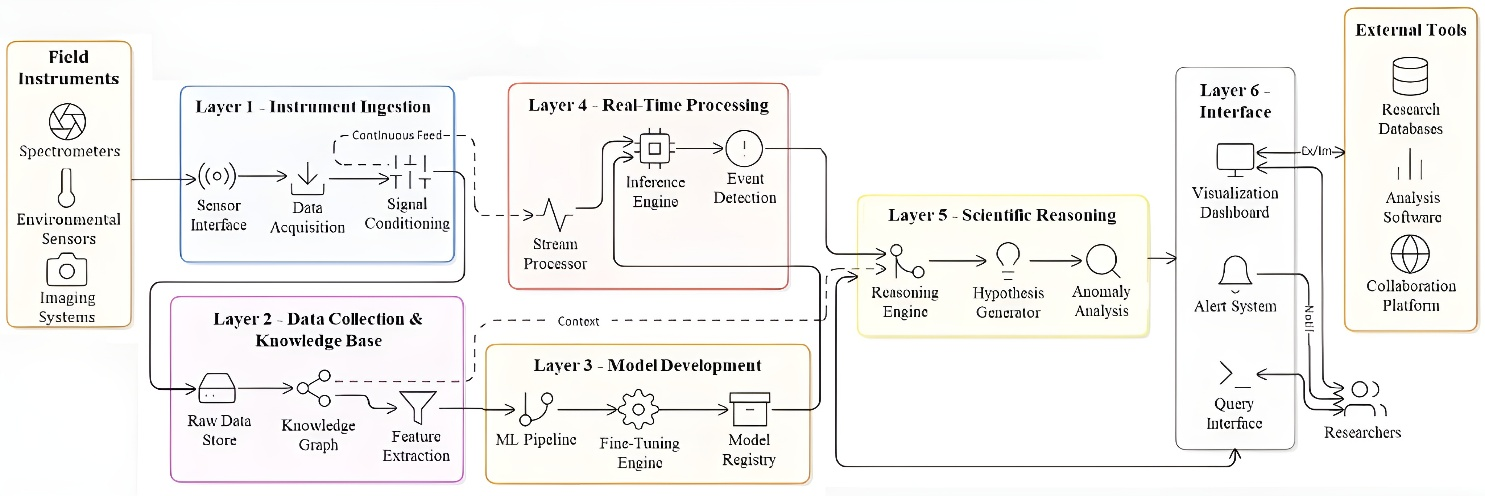 Field
Instruments
Spectrometers
Environmental
Sensors
Imaging
Systems
Layer 1 - Instrument Ingestion
Continuous Feed
Sensor
Interface
Data
Acquisition
Signal
Conditioning
Layer 2 - Data Collection &
Knowledge Base
Raw Data
Store
Knowledge
Graph
Feature
Extraction
Context
Layer 3 - Model Development
ML Pipeline
Fine-Tuning
Engine
Model
Registry
Layer 4 - Real-Time Processing
Stream
Processor
Inference
Engine
Event
Detection
Layer 5 - Scientific Reasoning
Reasoning
Engine
Hypothesis
Generator
Anomaly
Analysis
Layer 6 -
Interface
Visualization
Dashboard
Alert System
Query
Interface
Ex/Im
Notif
Researchers
External Tools
Research
Databases
Analysis
Software
Collaboration
Platform